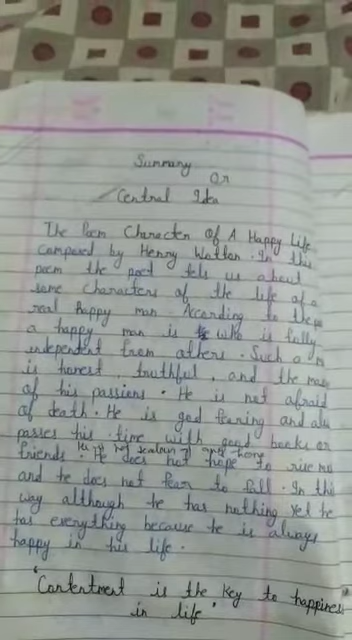 Summary
Or
Central Idea
The Poem Character Of A Happy Life
composed by Henry Wotton. In this
poem the poet tells us about
some characters of the life of a
real happy man. According to the
a happy man is who is fully
independent from others. Such a
is honest, truthful, and the
of his passions. He is not afraid
of death. He is god fearing and
passes his time with good books or
He is not jealous of
friends. He does not hope to rise
and he does not fear to fall. In this
way although he has nothing yet he
has everything because he is always
happy in his life.
"Contentment is the key to happiness
in life"